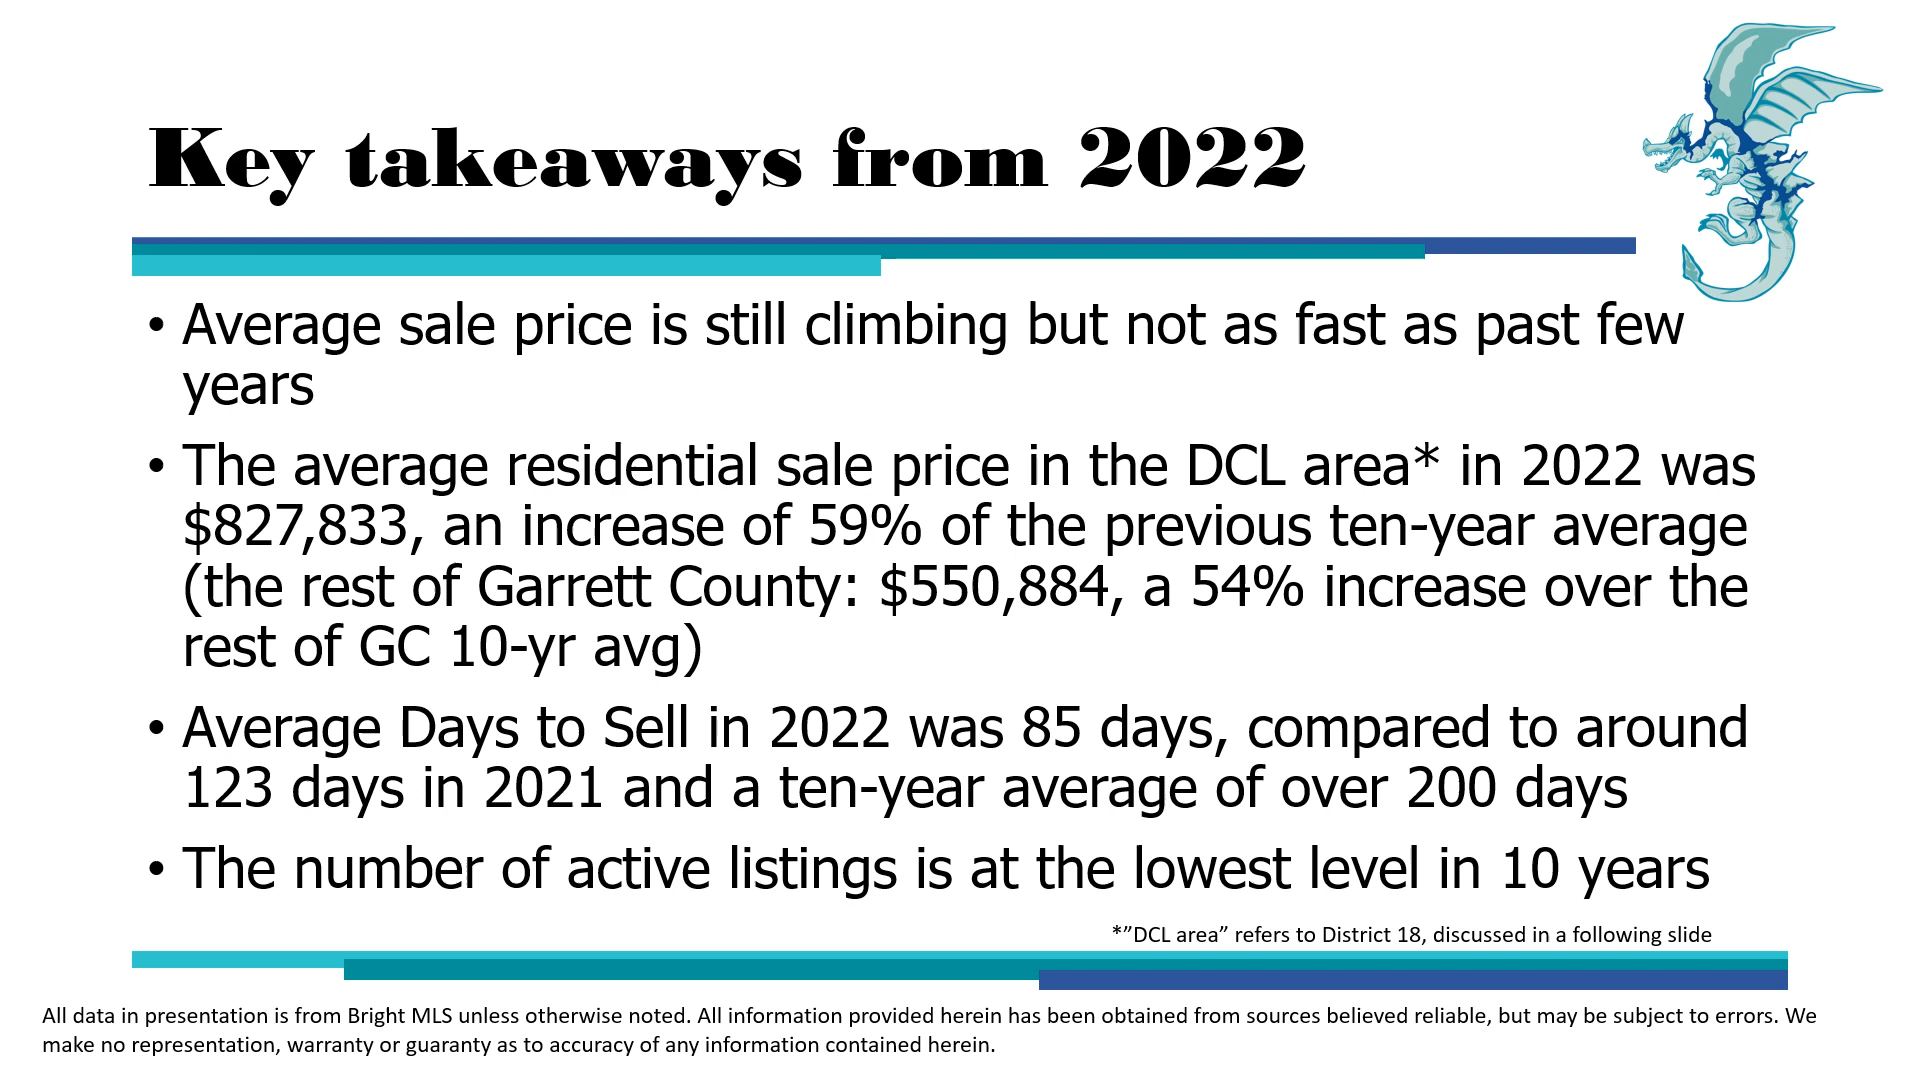 Key takeaways from 2022
• Average sale price is still climbing but not as fast as past few
years
• The average residential sale price in the DCL area* in 2022 was
$827,833, an increase of 59% of the previous ten-year average
(the rest of Garrett County: $550,884, a 54% increase over the
rest of GC 10-yr avg)
• Average Days to Sell in 2022 was 85 days, compared to around
123 days in 2021 and a ten-year average of over 200 days
• The number of active listings is at the lowest level in 10 years
*”DCL area” refers to District 18, discussed in a following slide
All data in presentation is from Bright MLS unless otherwise noted. All information provided herein has been obtained from sources believed reliable, but may be subject to errors. We
make no representation, warranty or guaranty as to accuracy of any information contained herein.